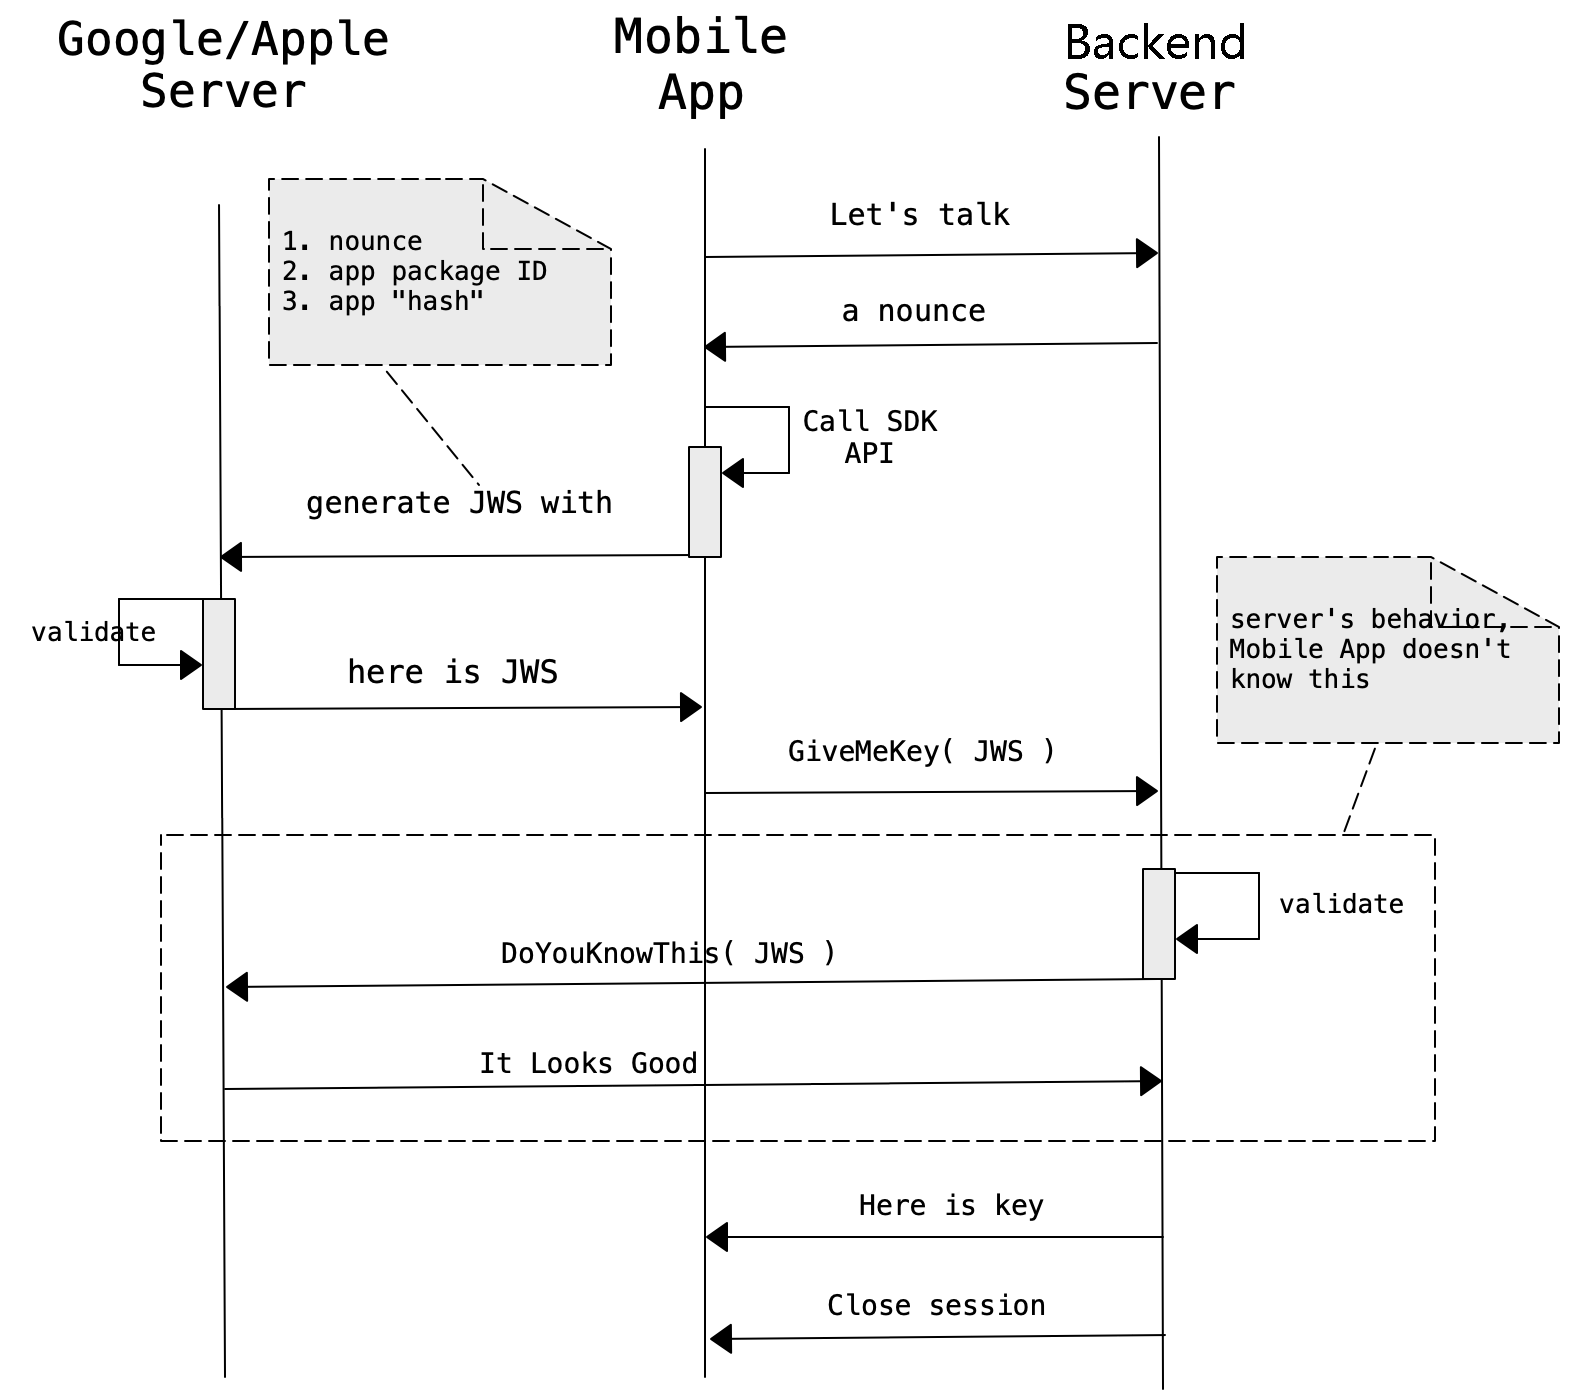 Google/Apple
Server
Mobile
App
Backend
Server
1. nounce
2. app package ID
3. app "hash"
Let's talk
a nounce
Call SDK
API
generate JWS with
validate
here is JWS
server's behavior,
Mobile App doesn't
know this
GiveMeKey( JWS )
validate
DoYouKnowThis( JWS )
It Looks Good
Here is key
Close session